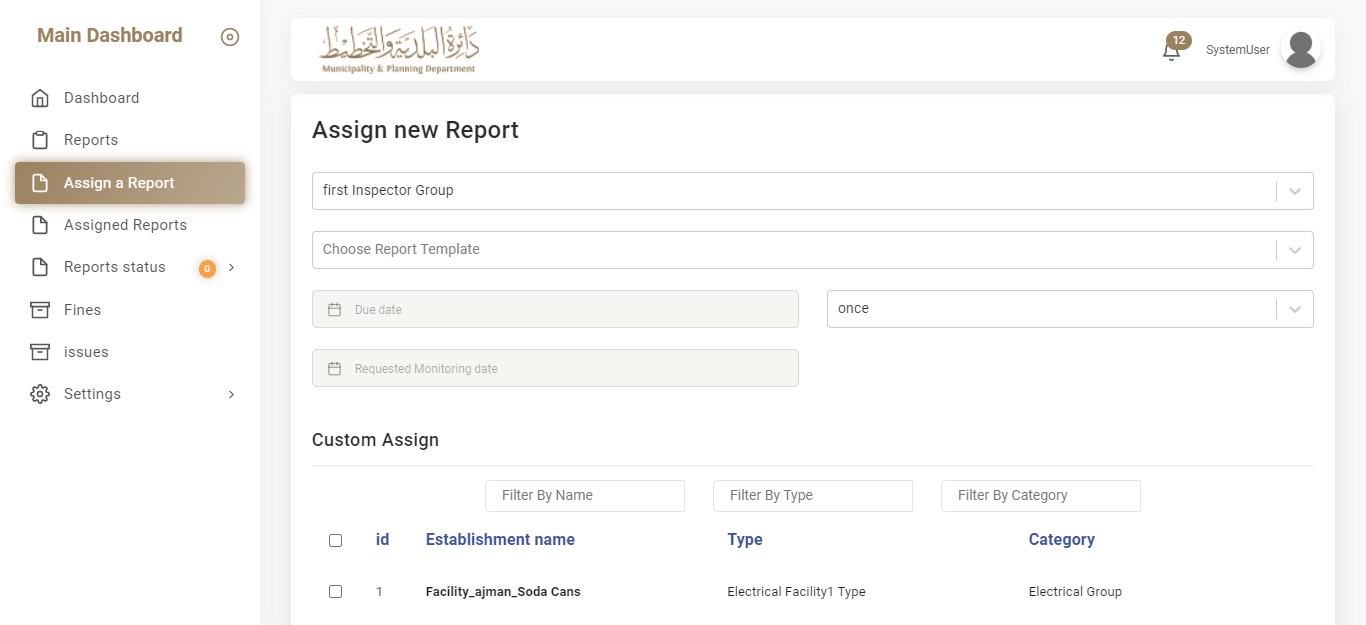 Main Dashboard
Dashboard
Reports
Assign a Report
Assigned Reports
Reports status
0
Fines
issues
Settings
دائرة البلدية والتخطيط
Municipality & Planning Department
12
SystemUser
Assign new Report
first Inspector Group
Choose Report Template
Due date
once
Requested Monitoring date
Custom Assign
Filter By Name
Filter By Type
Filter By Category
id Establishment name Type Category
1 Facility_ajman_Soda Cans Electrical Facility1 Type Electrical Group